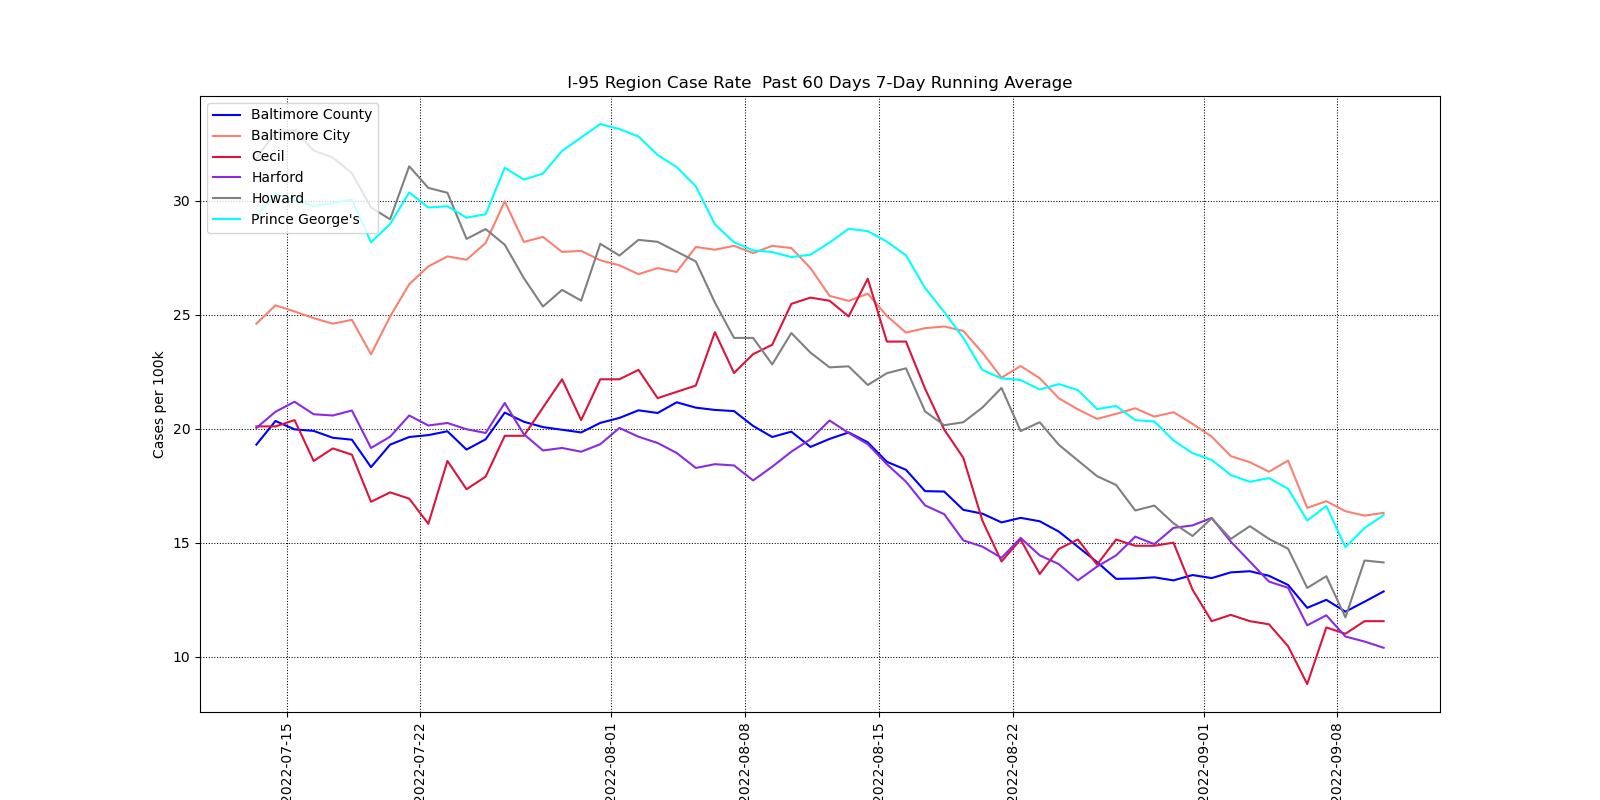 I-95 Region Case Rate  Past 60 Days 7-Day Running Average
Baltimore County
Baltimore City
Cecil
Harford
Howard
Prince George's
Cases per 100k
30
25
20
15
10
2022-07-15
2022-07-22
2022-08-01
2022-08-08
2022-08-15
2022-08-22
2022-09-01
2022-09-08